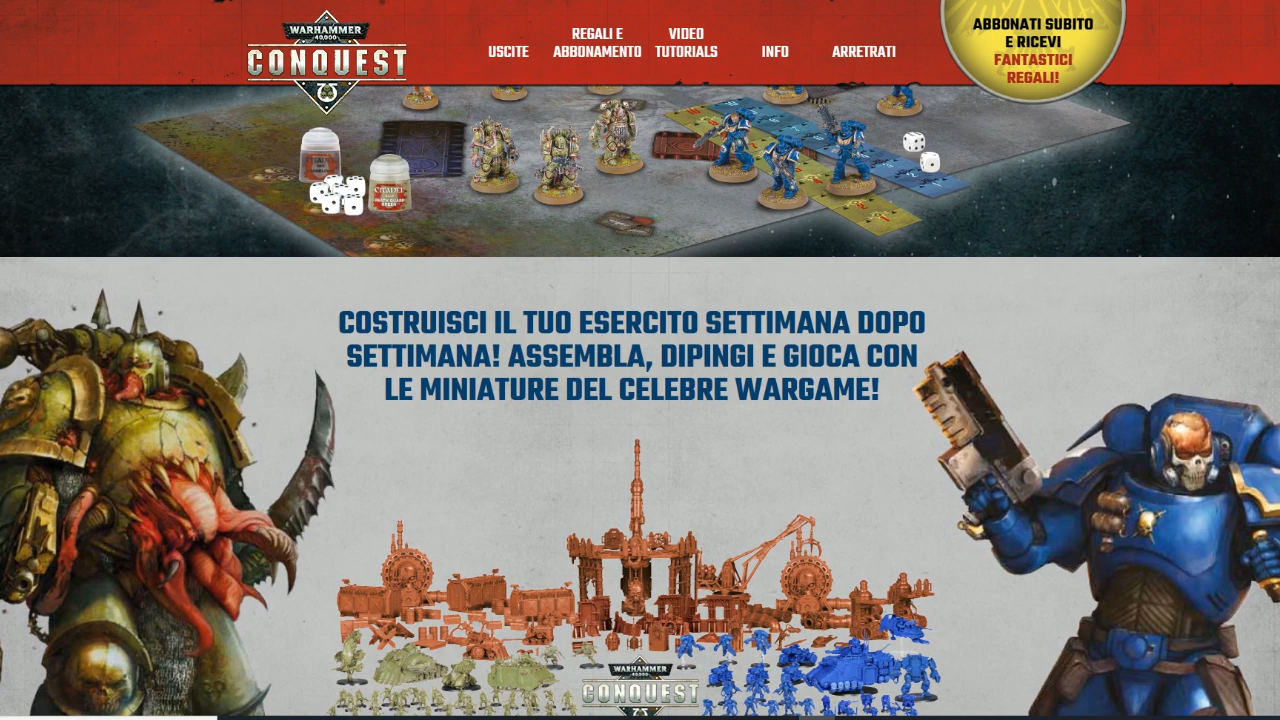 WARHAMMER
40,000
CONQUEST
USCITE
REGALI E
ABBONAMENTO
VIDEO
TUTORIALS
INFO
ARRETRATI
ABBONATI SUBITO
E RICEVI
FANTASTICI
REGALI!
CITADEL
COSTRUISCI IL TUO ESERCITO SETTIMANA DOPO
SETTIMANA! ASSEMBLA, DIPINGI E GIOCA CON
LE MINIATURE DEL CELEBRE WARGAME!
WARHAMMER
40,000
CONQUEST